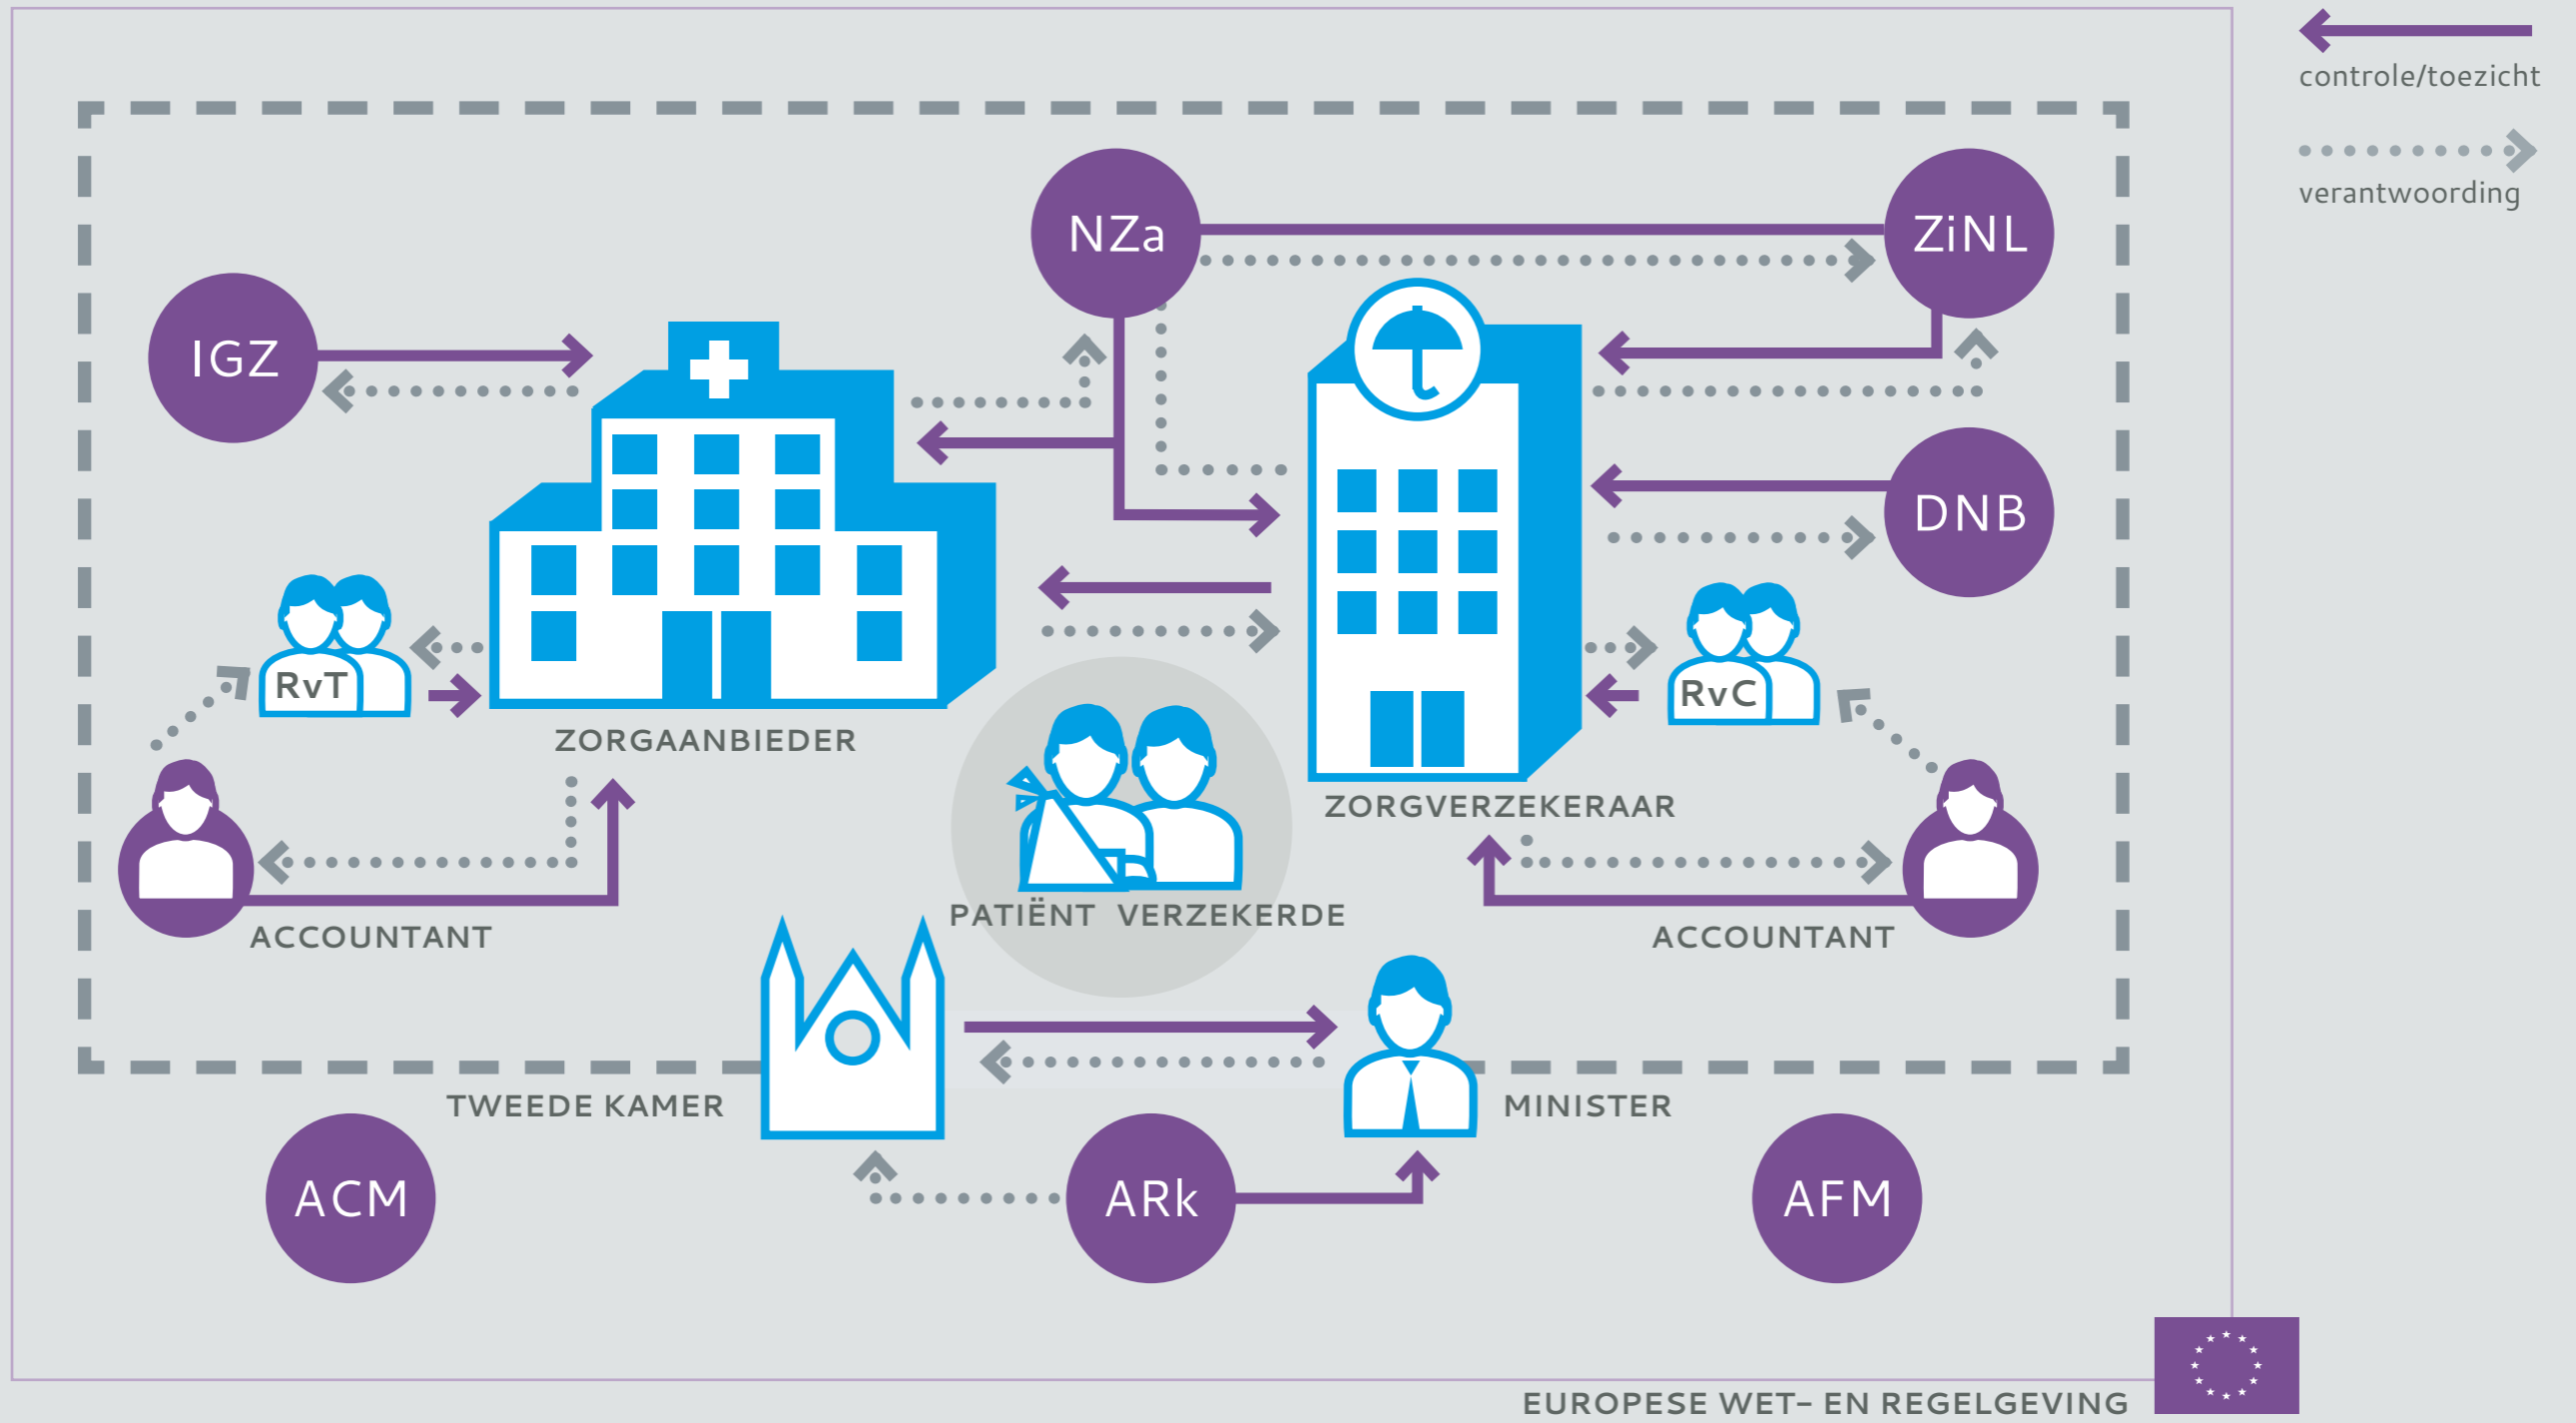 controle/toezicht
verantwoording
NZa
ZiNL
IGZ
DNB
RvT
RvC
ZORGAANBIEDER
ZORGVERZEKERAAR
PATIËNT VERZEKERDE
ACCOUNTANT
ACCOUNTANT
TWEEDE KAMER
MINISTER
ACM
ARk
AFM
EUROPESE WET- EN REGELGEVING